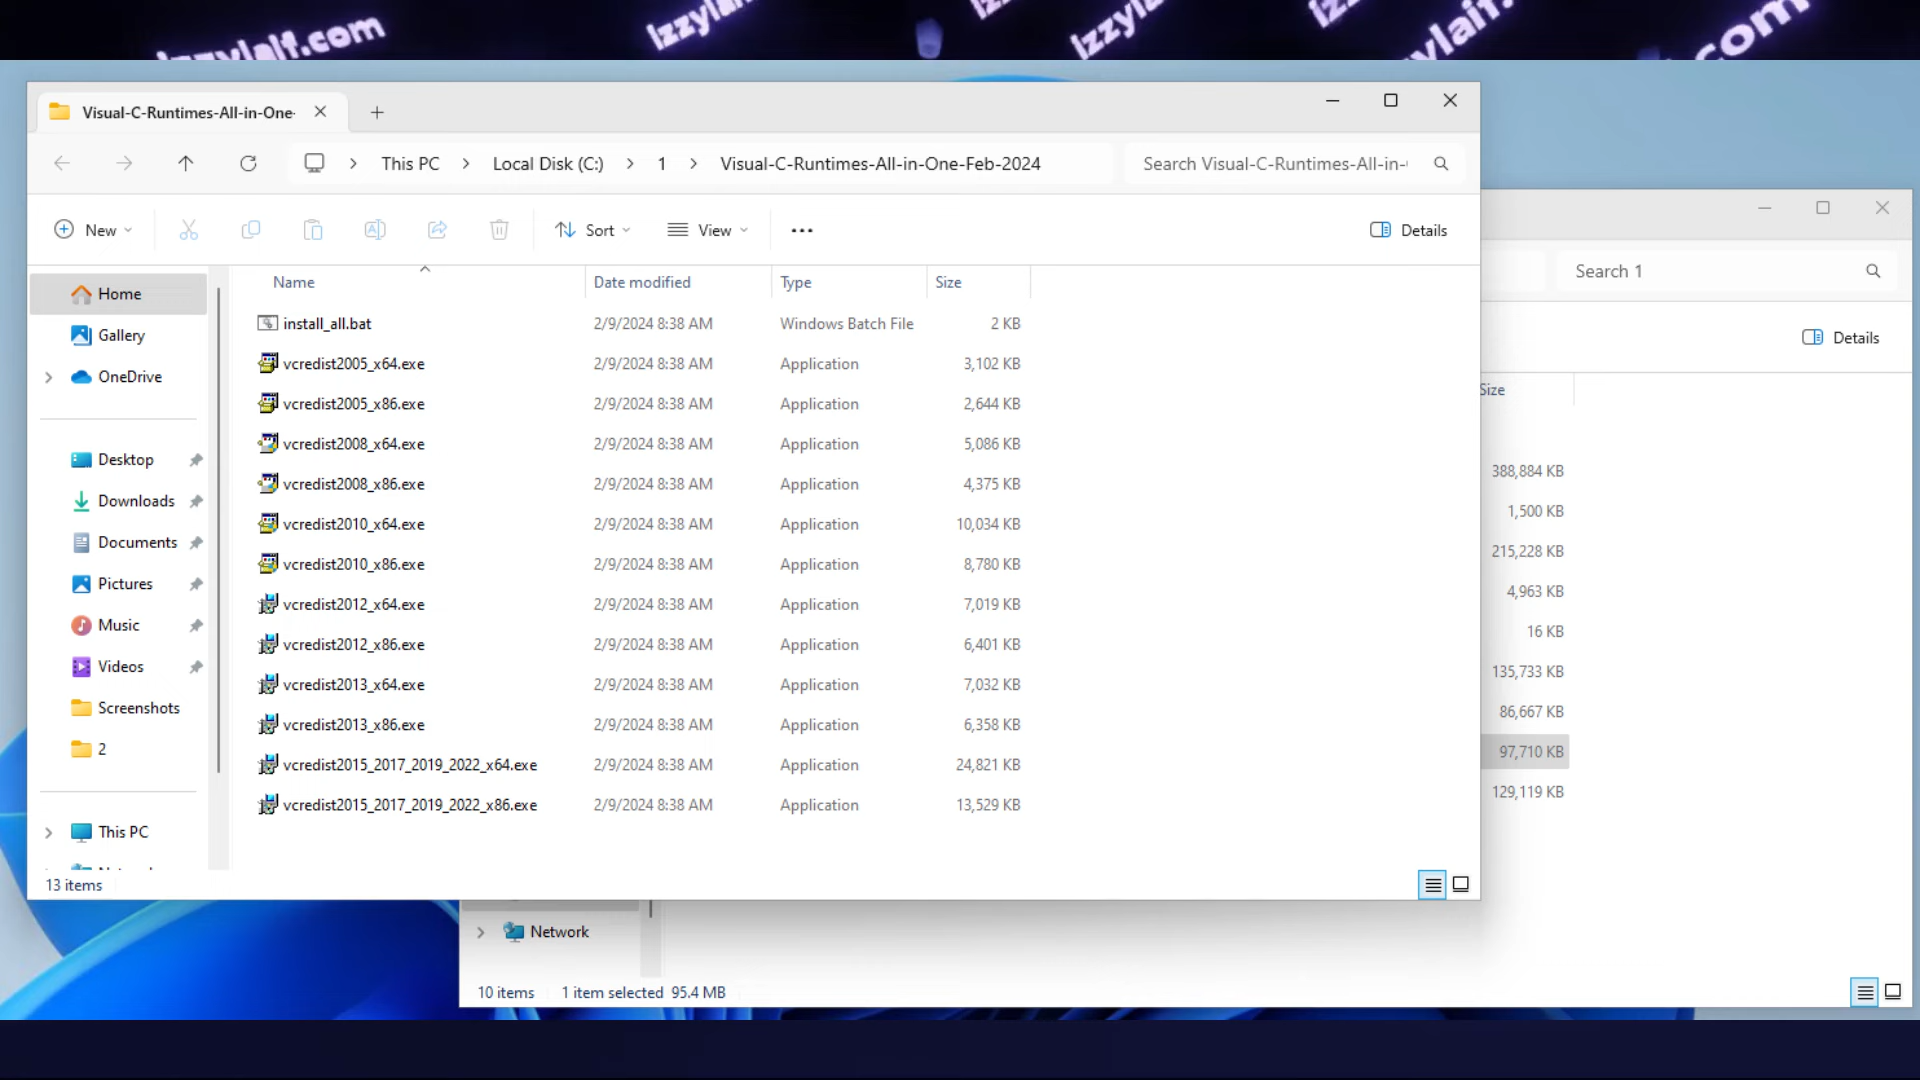 Izzylaif.com
Visual-C-Runtimes-All-in-One-
This PC
Local Disk (C:)
1
Visual-C-Runtimes-All-in-One-Feb-2024
Search Visual-C-Runtimes-All-in-
New
Sort
View
Details
Name
Date modified
Type
Size
Home
Gallery
OneDrive
Desktop
Downloads
Documents
Pictures
Music
Videos
Screenshots
2
This PC
install_all.bat 2/9/2024 8:38 AM Windows Batch File 2 KB
vcredist2005_x64.exe 2/9/2024 8:38 AM Application 3,102 KB
vcredist2005_x86.exe 2/9/2024 8:38 AM Application 2,644 KB
vcredist2008_x64.exe 2/9/2024 8:38 AM Application 5,086 KB
vcredist2008_x86.exe 2/9/2024 8:38 AM Application 4,375 KB
vcredist2010_x64.exe 2/9/2024 8:38 AM Application 10,034 KB
vcredist2010_x86.exe 2/9/2024 8:38 AM Application 8,780 KB
vcredist2012_x64.exe 2/9/2024 8:38 AM Application 7,019 KB
vcredist2012_x86.exe 2/9/2024 8:38 AM Application 6,401 KB
vcredist2013_x64.exe 2/9/2024 8:38 AM Application 7,032 KB
vcredist2013_x86.exe 2/9/2024 8:38 AM Application 6,358 KB
vcredist2015_2017_2019_2022_x64.exe 2/9/2024 8:38 AM Application 24,821 KB
vcredist2015_2017_2019_2022_x86.exe 2/9/2024 8:38 AM Application 13,529 KB
13 items
Search 1
Details
Size
388,884 KB
1,500 KB
215,228 KB
4,963 KB
16 KB
135,733 KB
86,667 KB
97,710 KB
129,119 KB
Network
10 items 1 item selected 95.4 MB